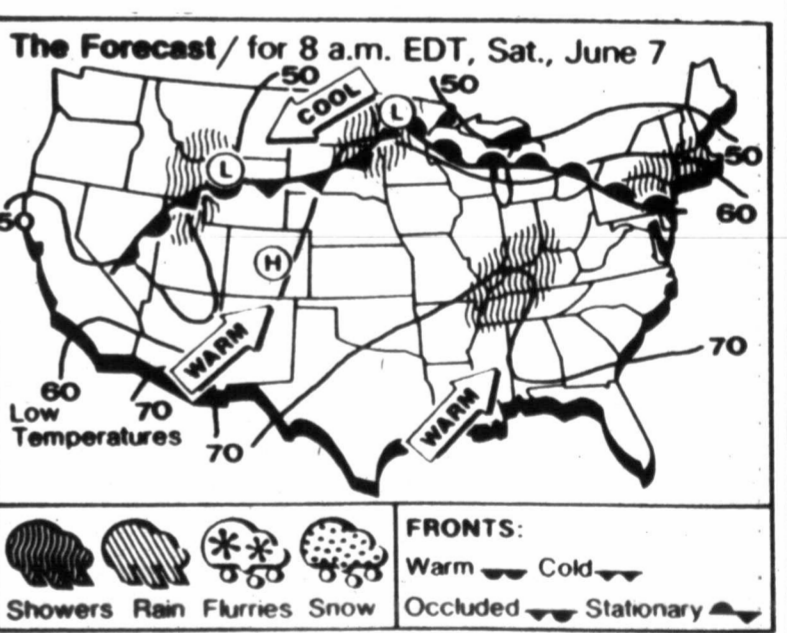 The Forecast / for 8 a.m. EDT, Sat., June 7
50
COOL
50
L
L
50
60
50
H
WARM
70
60
70
WARM
Low
Temperatures
70
70
Showers Rain Flurries Snow
FRONTS:
Warm Cold
Occluded Stationary